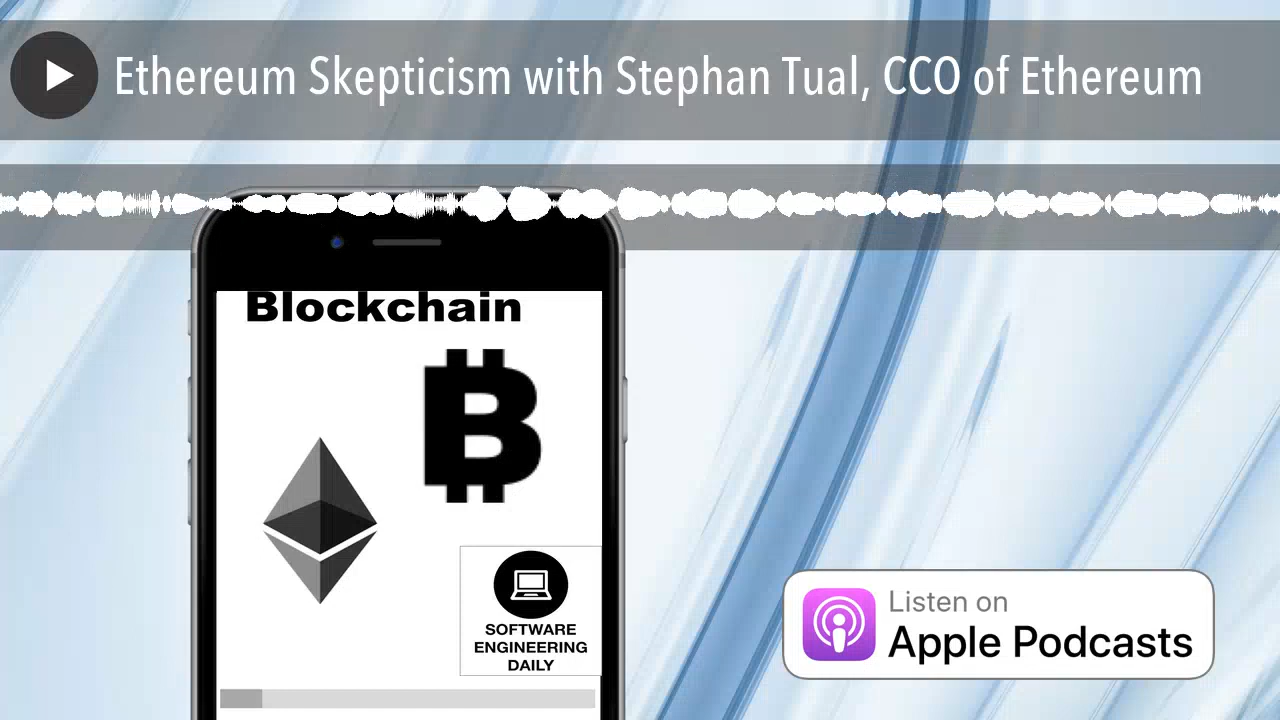 Ethereum Skepticism with Stephan Tual, CCO of Ethereum
Blockchain
SOFTWARE
ENGINEERING
DAILY
Listen on
Apple Podcasts